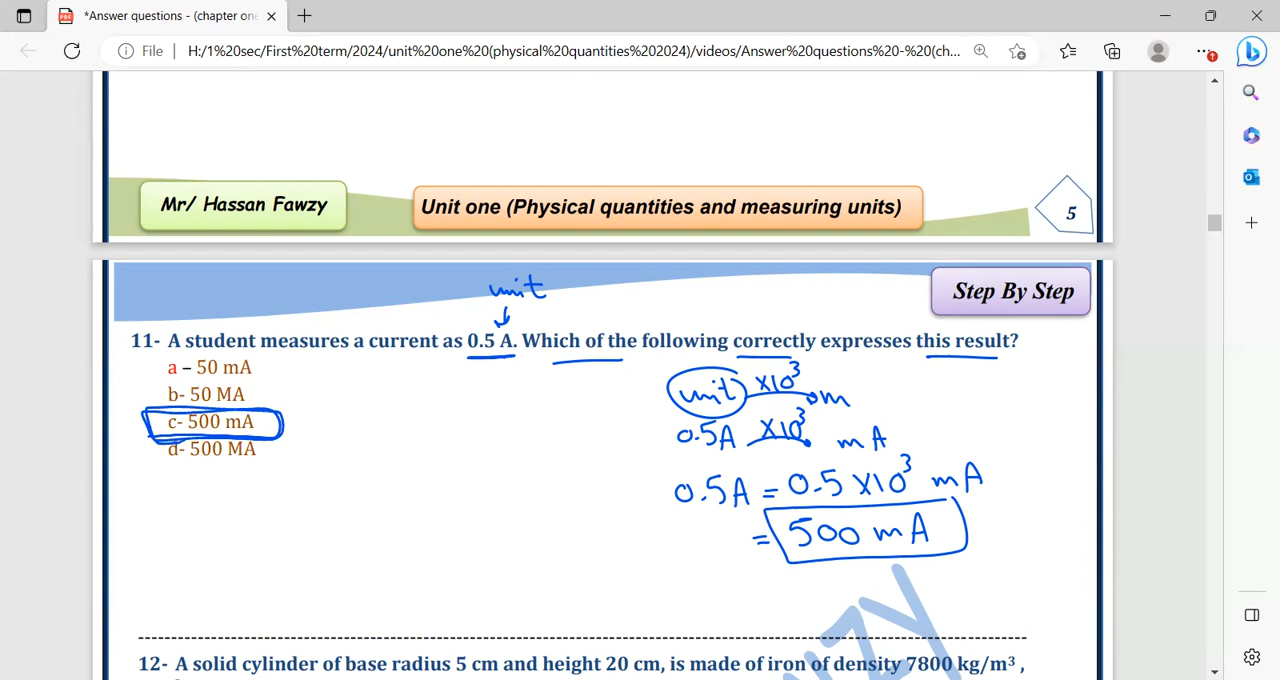 *Answer questions - (chapter one
File
H:/1%20sec/First%20term/2024/unit%20one%20(physical%20quantities%202024)/videos/Answer%20questions%20-%20(ch...
Mr/ Hassan Fawzy
Unit one (Physical quantities and measuring units)
5
Step By Step
unit
11- A student measures a current as 0.5 A. Which of the following correctly expresses this result?
a – 50 mA
b- 50 MA
c- 500 mA
d- 500 MA
unit ×10³ m
0.5A ×10³ mA
0.5A = 0.5 ×10³ mA
= 500 mA
12- A solid cylinder of base radius 5 cm and height 20 cm, is made of iron of density 7800 kg/m³ ,